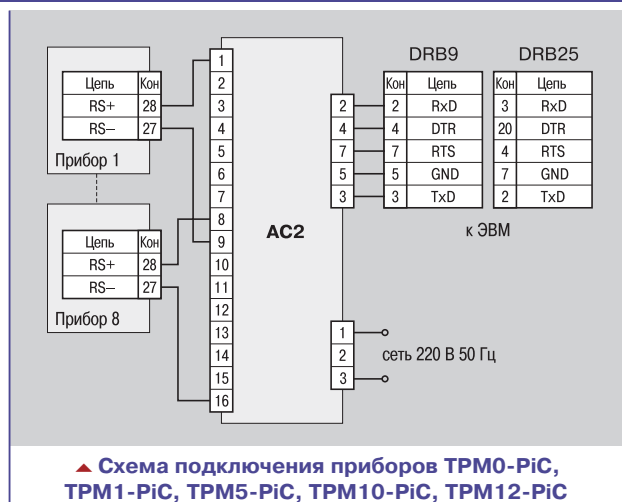 DRB9 DRB25
Цепь Кон
RS+ 28
RS– 27
Прибор 1
Цепь Кон
RS+ 28
RS– 27
Прибор 8
1
2
3
4
5
6
7
8
9
10
11
12
13
14
15
16
AC2
2
4
7
5
3
Кон Цепь
2 RxD
4 DTR
7 RTS
5 GND
3 TxD
Кон Цепь
3 RxD
20 DTR
4 RTS
7 GND
2 TxD
к ЭВМ
1
2
3
сеть 220 В 50 Гц
Схема подключения приборов ТРМ0-PiC,
ТРМ1-PiC, ТРМ5-PiC, ТРМ10-PiC, ТРМ12-PiC